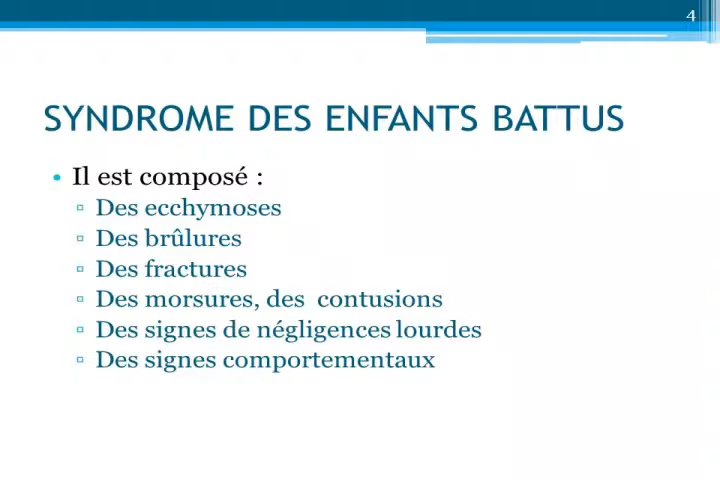 4
SYNDROME DES ENFANTS BATTUS
• Il est composé :
▫ Des ecchymoses
▫ Des brûlures
▫ Des fractures
▫ Des morsures, des  contusions
▫ Des signes de négligences lourdes
▫ Des signes comportementaux